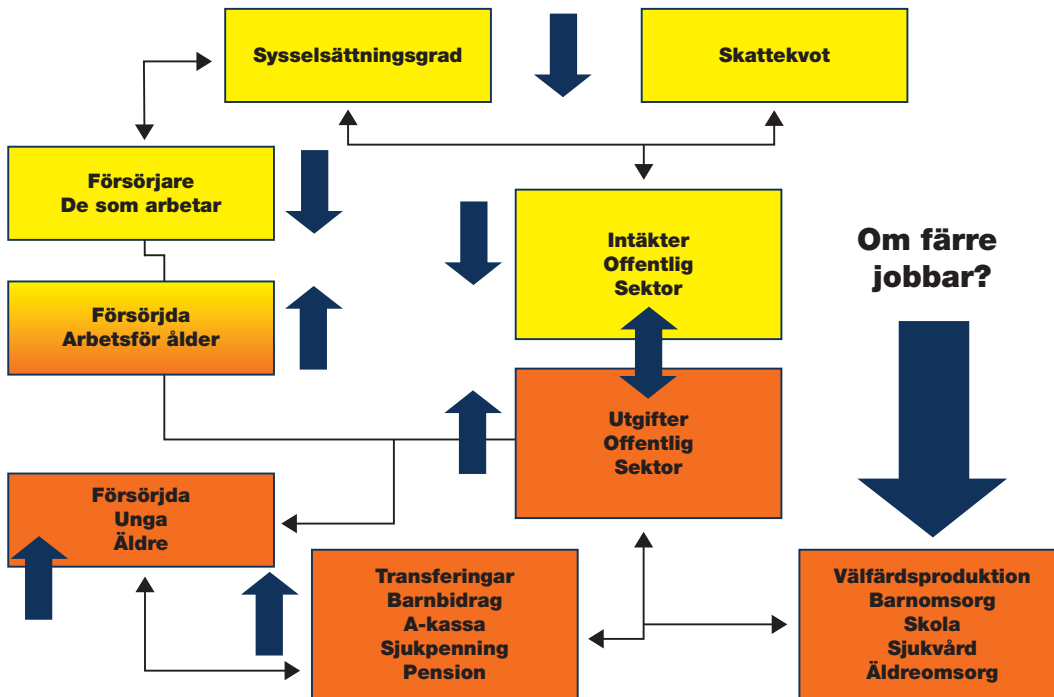 Sysselsättningsgrad
Skattekvot
Försörjare
De som arbetar
Intäkter
Offentlig
Sektor
Om färre
jobbar?
Försörjda
Arbetsför ålder
Utgifter
Offentlig
Sektor
Försörjda
Unga
Äldre
Transferingar
Barnbidrag
A-kassa
Sjukpenning
Pension
Välfärdsproduktion
Barnomsorg
Skola
Sjukvård
Äldreomsorg